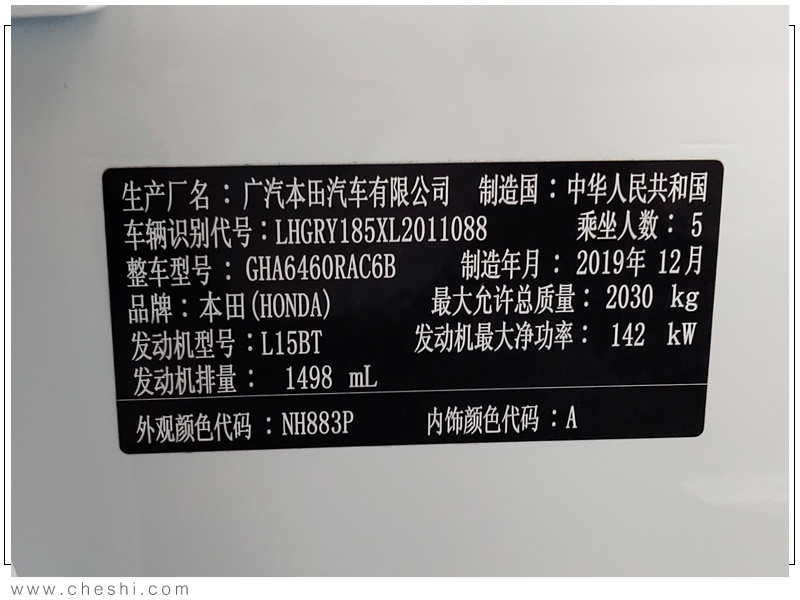 生产厂名：广汽本田汽车有限公司 制造国：中华人民共和国
车辆识别代号：LHGRY185XL2011088 乘坐人数：5
整车型号：GHA6460RAC6B 制造年月：2019年12月
品牌：本田(HONDA) 最大允许总质量：2030 kg
发动机型号：L15BT 发动机最大净功率：142 kW
发动机排量：1498 mL
外观颜色代码：NH883P 内饰颜色代码：A
www.cheshi.com